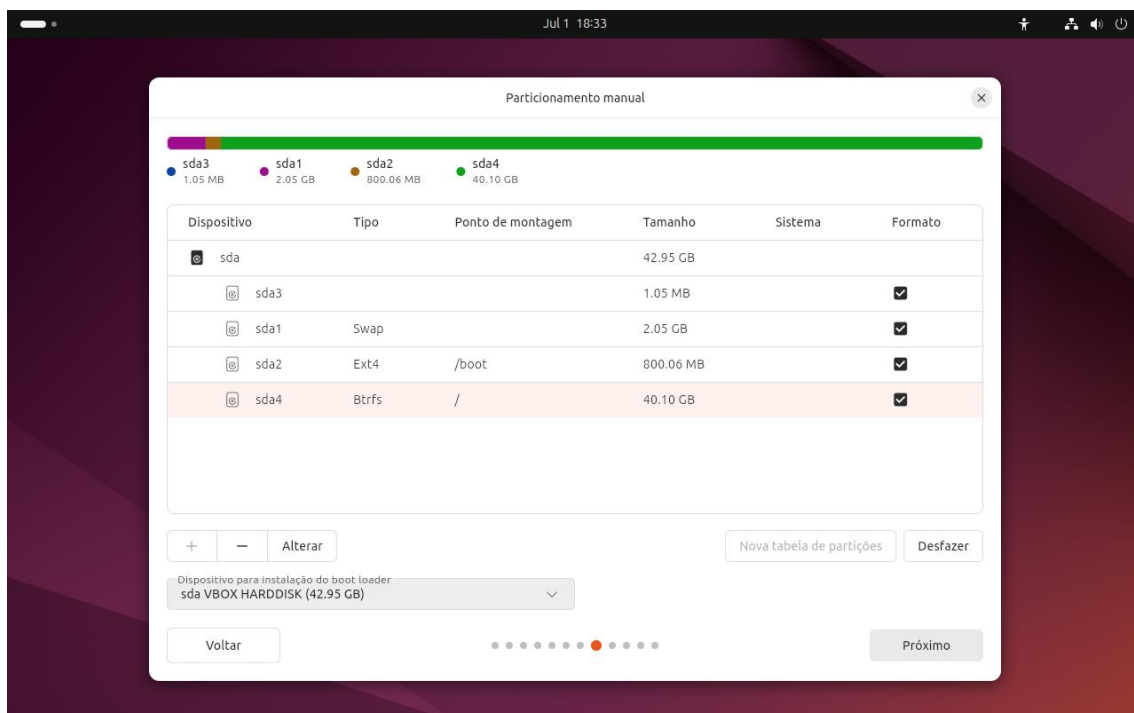 Jul 1 18:33
Particionamento manual
sda3 sda1 sda2 sda4
1.05 MB 2.05 GB 800.06 MB 40.10 GB
Dispositivo Tipo Ponto de montagem Tamanho Sistema Formato
sda 42.95 GB
sda3 1.05 MB
sda1 Swap 2.05 GB
sda2 Ext4 /boot 800.06 MB
sda4 Btrfs / 40.10 GB
+ − Alterar Nova tabela de partições Desfazer
Dispositivo para instalação do boot loader
sda VBOX HARDDISK (42.95 GB)
Voltar Próximo